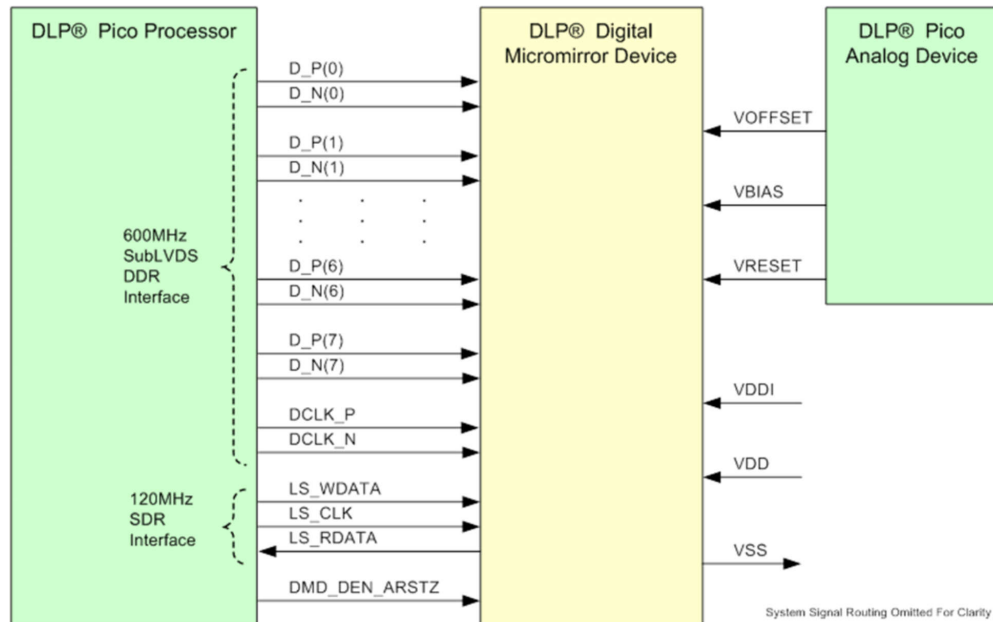 DLP® Pico Processor
DLP® Digital
Micromirror Device
DLP® Pico
Analog Device
D_P(0)
D_N(0)
D_P(1)
D_N(1)
600MHz
SubLVDS
DDR
Interface
D_P(6)
D_N(6)
D_P(7)
D_N(7)
DCLK_P
DCLK_N
120MHz
SDR
Interface
LS_WDATA
LS_CLK
LS_RDATA
DMD_DEN_ARSTZ
VOFFSET
VBIAS
VRESET
VDDI
VDD
VSS
System Signal Routing Omitted For Clarity